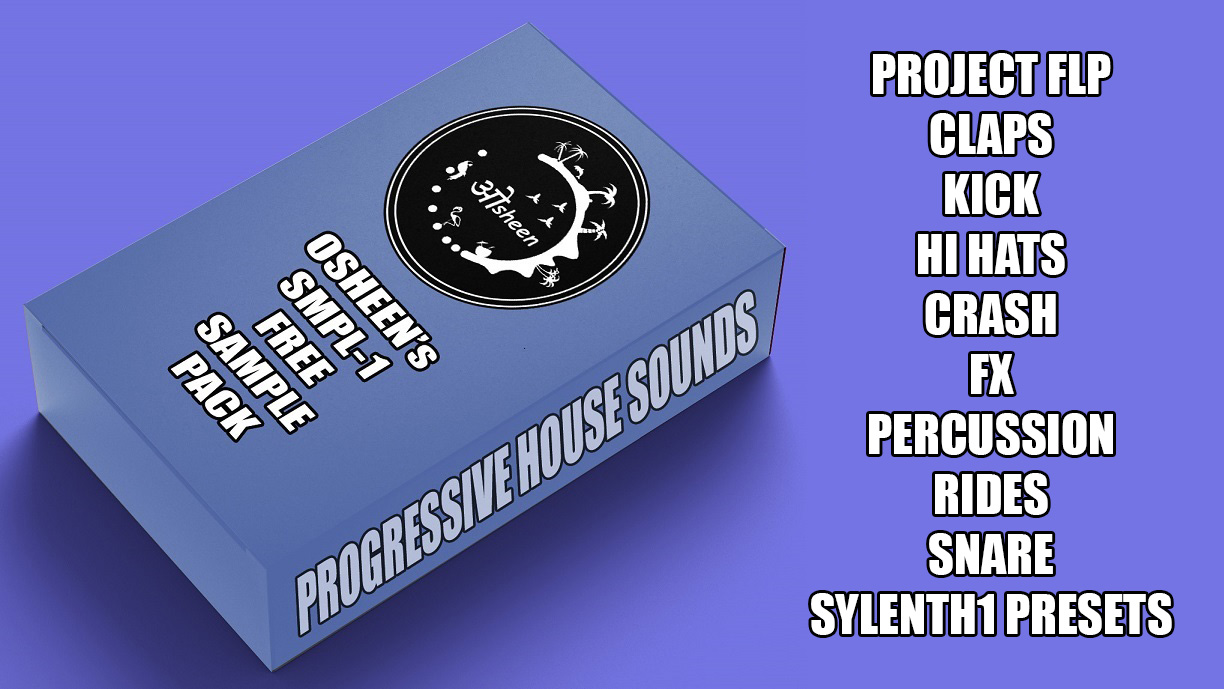 ओsheen
OSHEEN'S
SMPL-1
FREE
SAMPLE
PACK
PROGRESSIVE HOUSE SOUNDS
PROJECT FLP
CLAPS
KICK
HI HATS
CRASH
FX
PERCUSSION
RIDES
SNARE
SYLENTH1 PRESETS